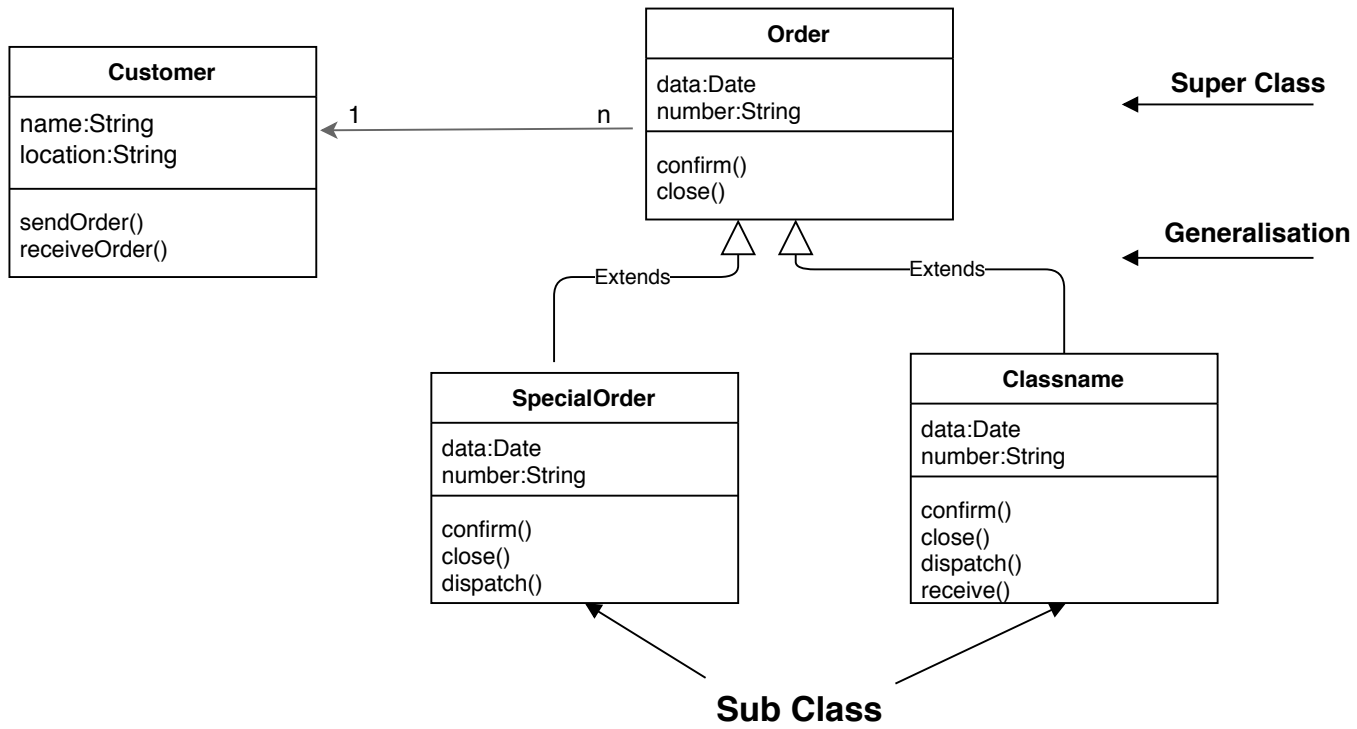 Customer
name:String
location:String
sendOrder()
receiveOrder()
1
n
Order
data:Date
number:String
confirm()
close()
Super Class
Generalisation
Extends
Extends
SpecialOrder
data:Date
number:String
confirm()
close()
dispatch()
Classname
data:Date
number:String
confirm()
close()
dispatch()
receive()
Sub Class